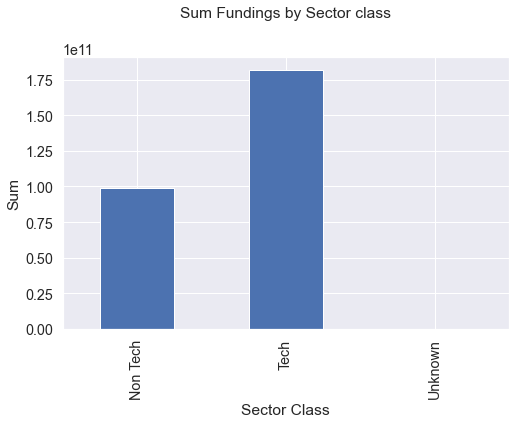 Sum Fundings by Sector class
1e11
1.75
1.50
1.25
1.00
0.75
0.50
0.25
0.00
Sum
Non Tech
Tech
Unknown
Sector Class